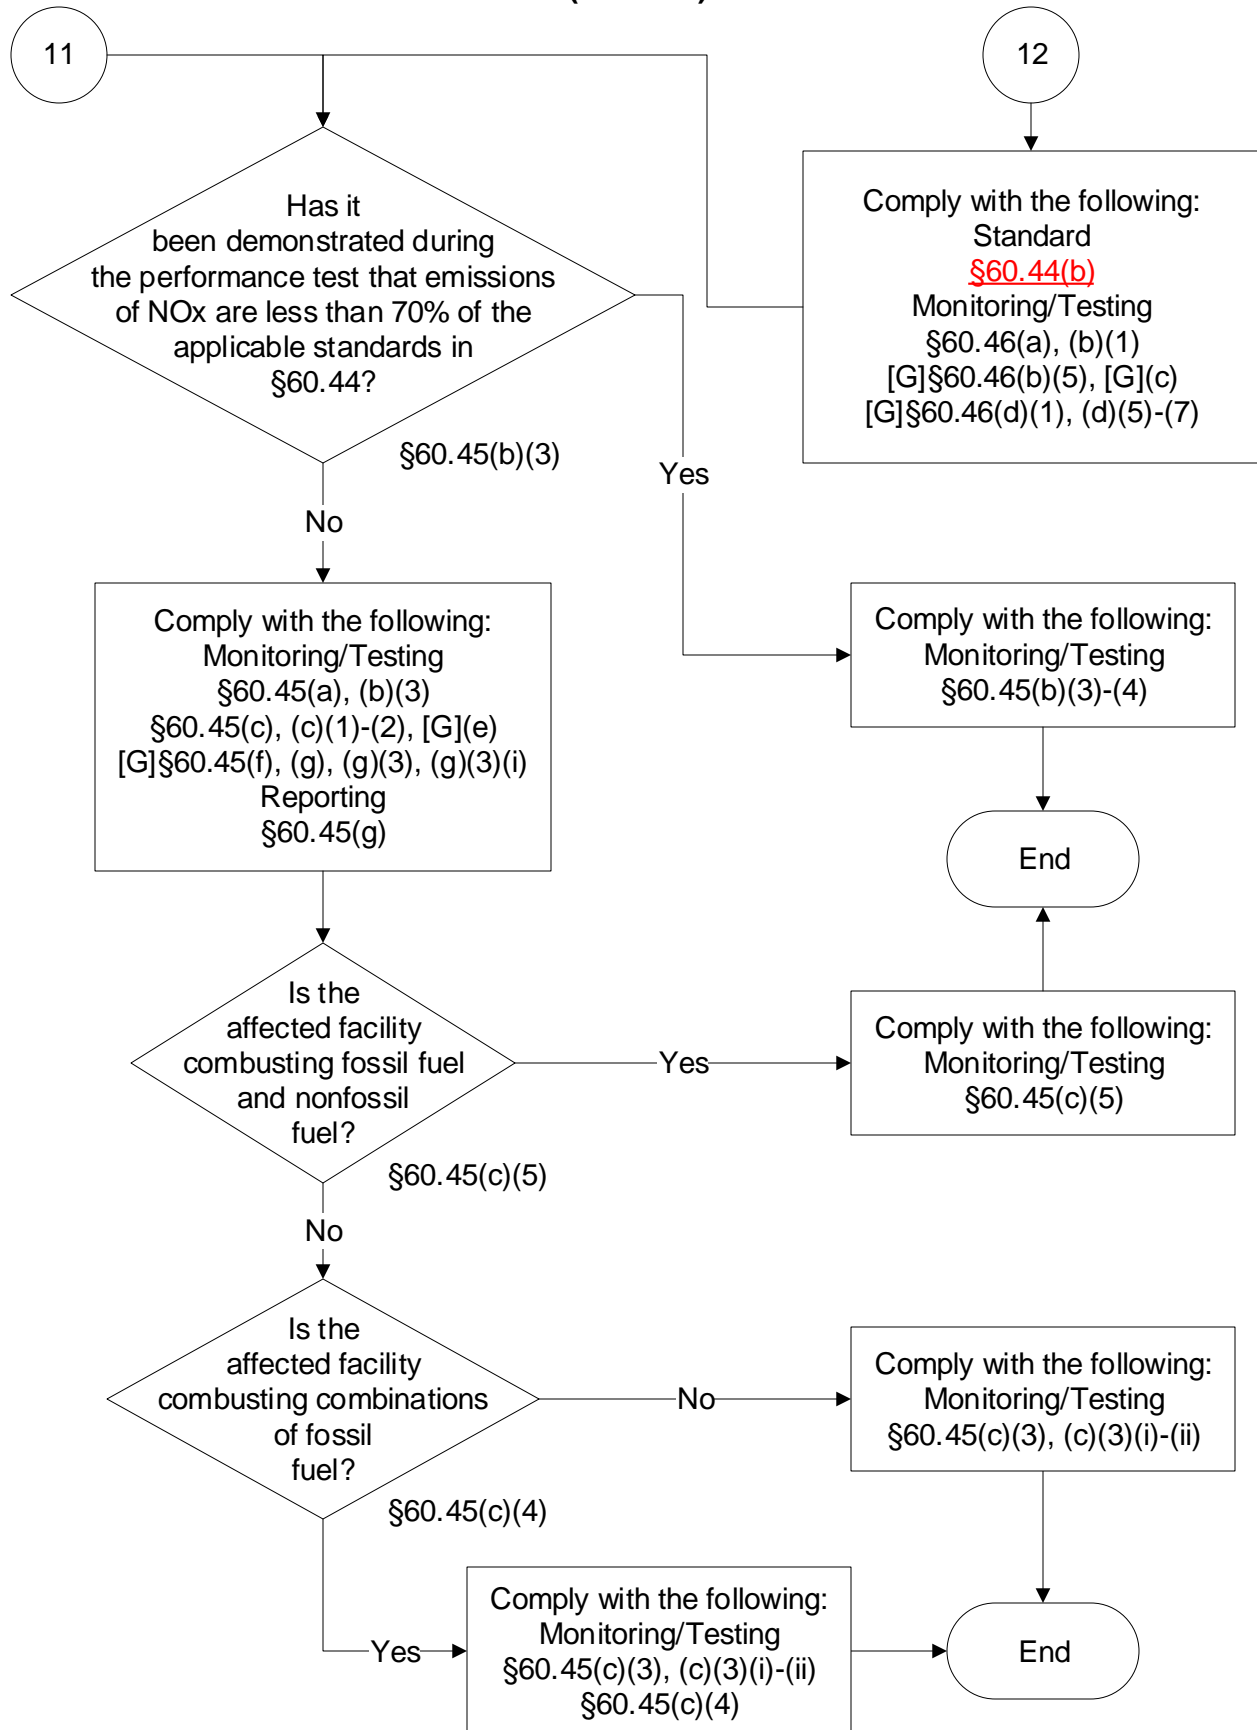 11
12
Has it
been demonstrated during
the performance test that emissions
of NOx are less than 70% of the
applicable standards in
§60.44?
§60.45(b)(3)
Comply with the following:
Standard
§60.44(b)
Monitoring/Testing
§60.46(a), (b)(1)
[G]§60.46(b)(5), [G](c)
[G]§60.46(d)(1), (d)(5)-(7)
Yes
No
Comply with the following:
Monitoring/Testing
§60.45(a), (b)(3)
§60.45(c), (c)(1)-(2), [G](e)
[G]§60.45(f), (g), (g)(3), (g)(3)(i)
Reporting
§60.45(g)
Comply with the following:
Monitoring/Testing
§60.45(b)(3)-(4)
End
Is the
affected facility
combusting fossil fuel
and nonfossil
fuel?
§60.45(c)(5)
Yes
Comply with the following:
Monitoring/Testing
§60.45(c)(5)
No
Is the
affected facility
combusting combinations
of fossil
fuel?
§60.45(c)(4)
No
Comply with the following:
Monitoring/Testing
§60.45(c)(3), (c)(3)(i)-(ii)
Yes
Comply with the following:
Monitoring/Testing
§60.45(c)(3), (c)(3)(i)-(ii)
§60.45(c)(4)
End